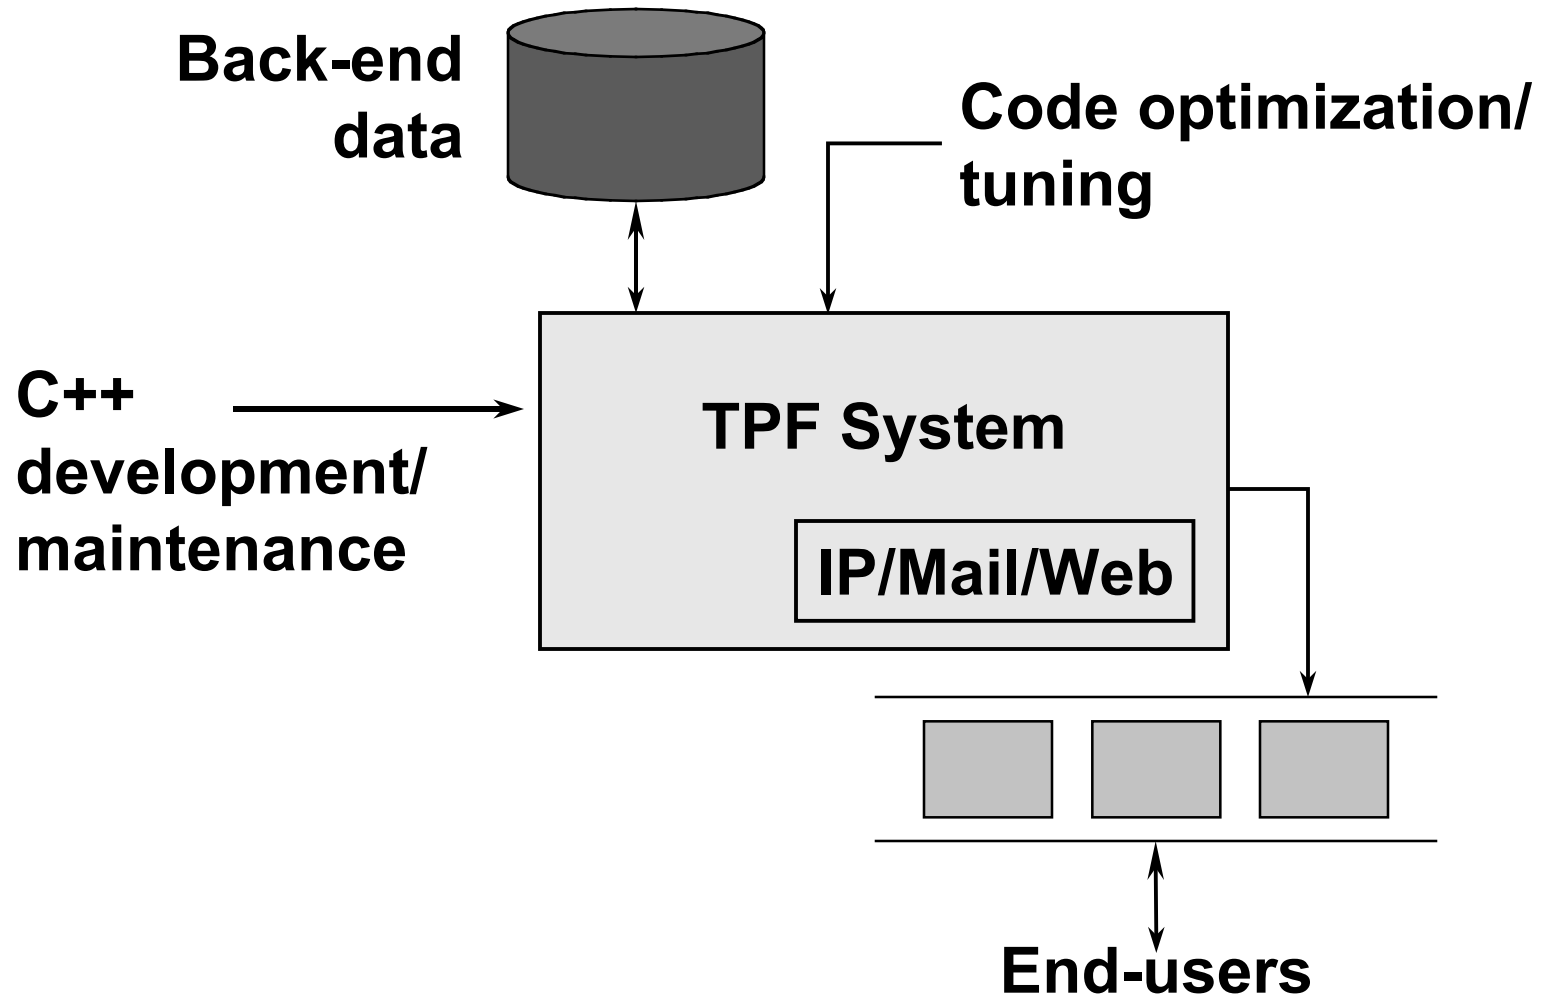 Back-end
data
Code optimization/
tuning
C++
development/
maintenance
TPF System
IP/Mail/Web
End-users